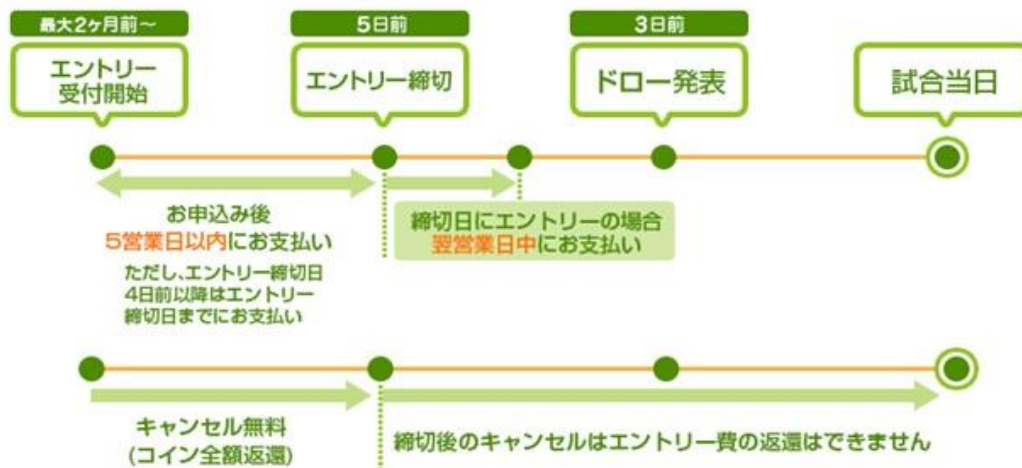 最大2ヶ月前～
5日前
3日前
エントリー
受付開始
エントリー締切
ドロー発表
試合当日
お申込み後
5営業日以内にお支払い
ただし、エントリー締切日
4日前以降はエントリー
締切日までにお支払い
締切日にエントリーの場合
翌営業日中にお支払い
キャンセル無料
(コイン全額返還)
締切後のキャンセルはエントリー費の返還はできません